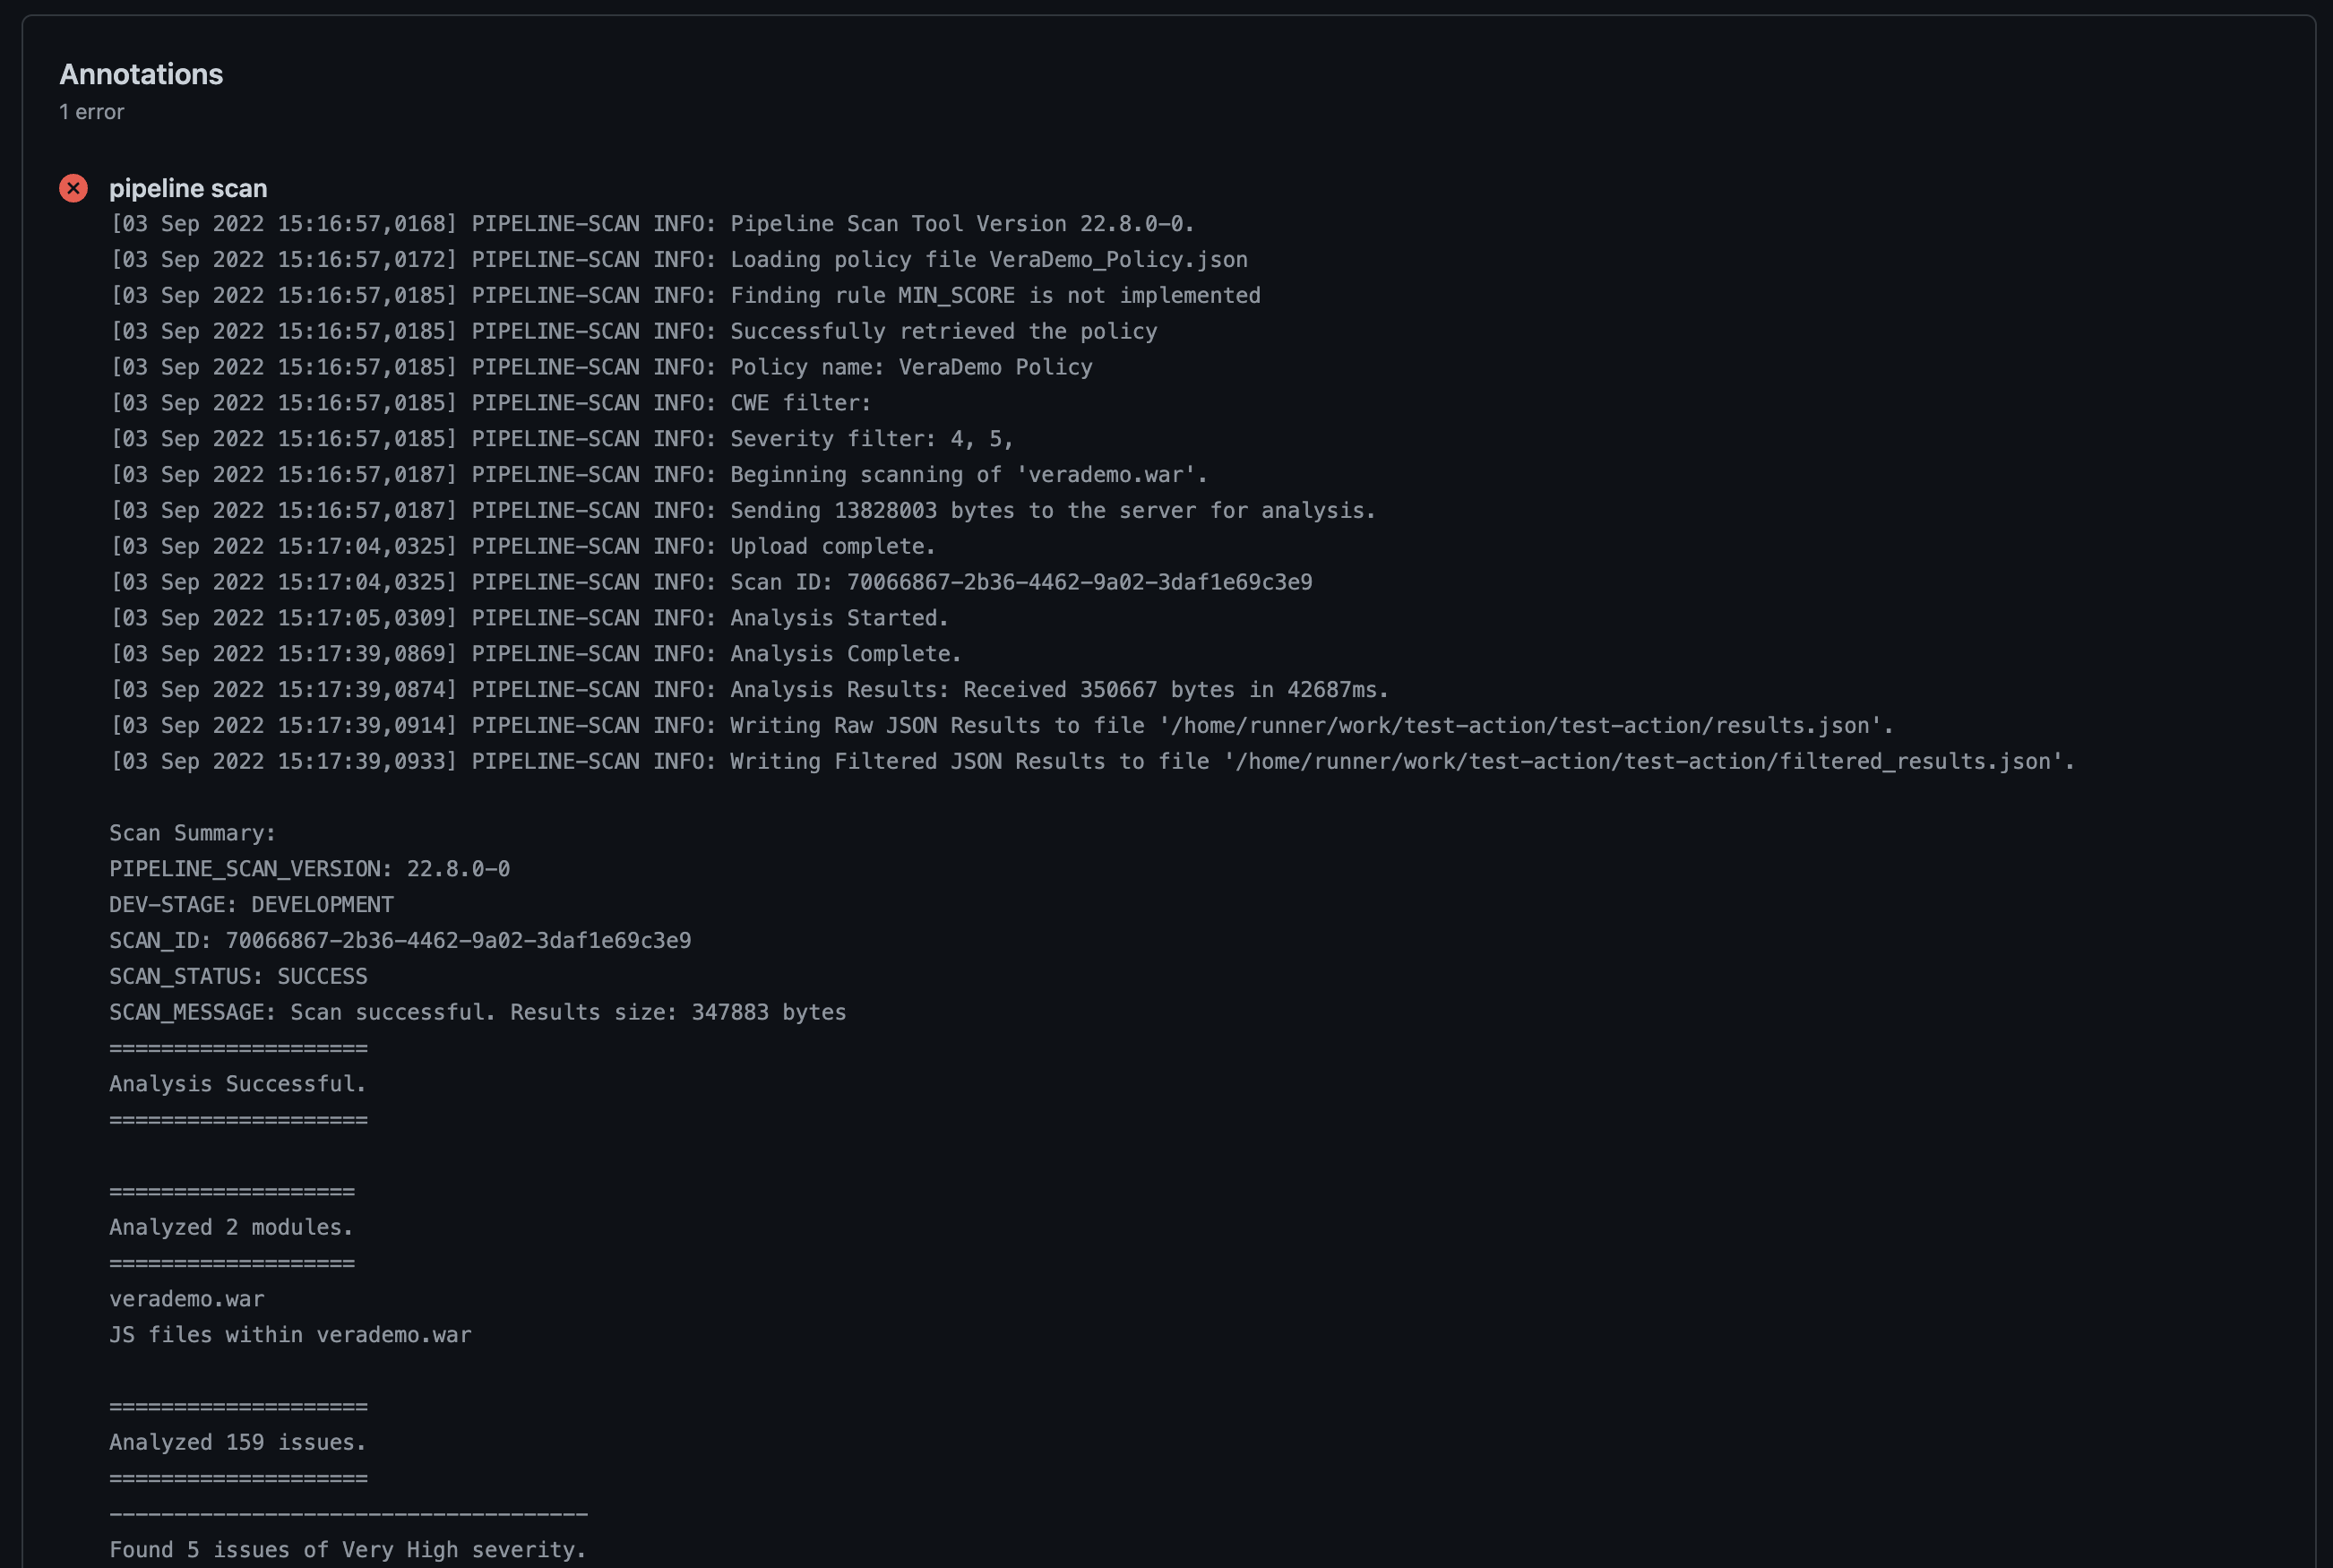 Annotations
1 error
pipeline scan
[03 Sep 2022 15:16:57,0168] PIPELINE-SCAN INFO: Pipeline Scan Tool Version 22.8.0-0.
[03 Sep 2022 15:16:57,0172] PIPELINE-SCAN INFO: Loading policy file VeraDemo_Policy.json
[03 Sep 2022 15:16:57,0185] PIPELINE-SCAN INFO: Finding rule MIN_SCORE is not implemented
[03 Sep 2022 15:16:57,0185] PIPELINE-SCAN INFO: Successfully retrieved the policy
[03 Sep 2022 15:16:57,0185] PIPELINE-SCAN INFO: Policy name: VeraDemo Policy
[03 Sep 2022 15:16:57,0185] PIPELINE-SCAN INFO: CWE filter:
[03 Sep 2022 15:16:57,0185] PIPELINE-SCAN INFO: Severity filter: 4, 5,
[03 Sep 2022 15:16:57,0187] PIPELINE-SCAN INFO: Beginning scanning of 'verademo.war'.
[03 Sep 2022 15:16:57,0187] PIPELINE-SCAN INFO: Sending 13828003 bytes to the server for analysis.
[03 Sep 2022 15:17:04,0325] PIPELINE-SCAN INFO: Upload complete.
[03 Sep 2022 15:17:04,0325] PIPELINE-SCAN INFO: Scan ID: 70066867-2b36-4462-9a02-3daf1e69c3e9
[03 Sep 2022 15:17:05,0309] PIPELINE-SCAN INFO: Analysis Started.
[03 Sep 2022 15:17:39,0869] PIPELINE-SCAN INFO: Analysis Complete.
[03 Sep 2022 15:17:39,0874] PIPELINE-SCAN INFO: Analysis Results: Received 350667 bytes in 42687ms.
[03 Sep 2022 15:17:39,0914] PIPELINE-SCAN INFO: Writing Raw JSON Results to file '/home/runner/work/test-action/test-action/results.json'.
[03 Sep 2022 15:17:39,0933] PIPELINE-SCAN INFO: Writing Filtered JSON Results to file '/home/runner/work/test-action/test-action/filtered_results.json'.
Scan Summary:
PIPELINE_SCAN_VERSION: 22.8.0-0
DEV-STAGE: DEVELOPMENT
SCAN_ID: 70066867-2b36-4462-9a02-3daf1e69c3e9
SCAN_STATUS: SUCCESS
SCAN_MESSAGE: Scan successful. Results size: 347883 bytes
====================
Analysis Successful.
====================
===================
Analyzed 2 modules.
===================
verademo.war
JS files within verademo.war
====================
Analyzed 159 issues.
====================
-------------------------------------
Found 5 issues of Very High severity.